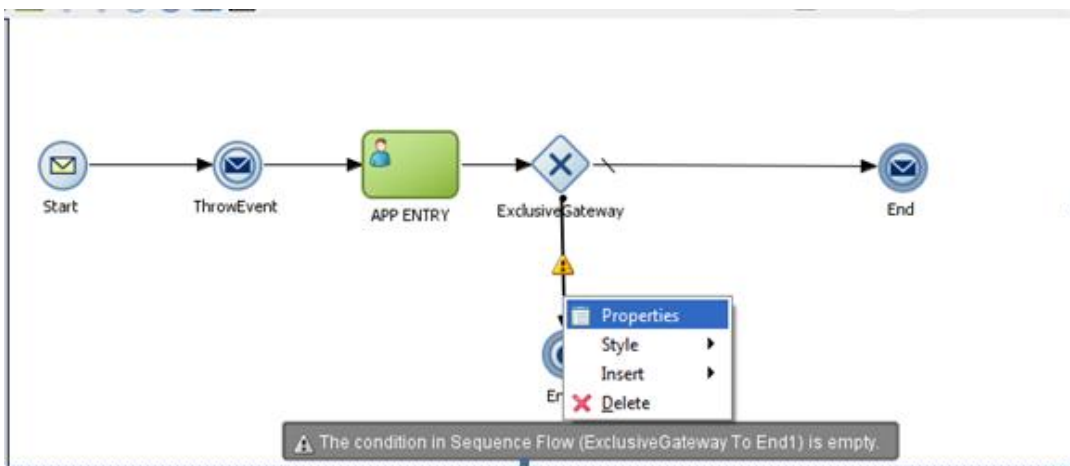 Start
ThrowEvent
APP ENTRY
ExclusiveGateway
End
Properties
Style
Insert
Delete
The condition in Sequence Flow (ExclusiveGateway To End1) is empty.